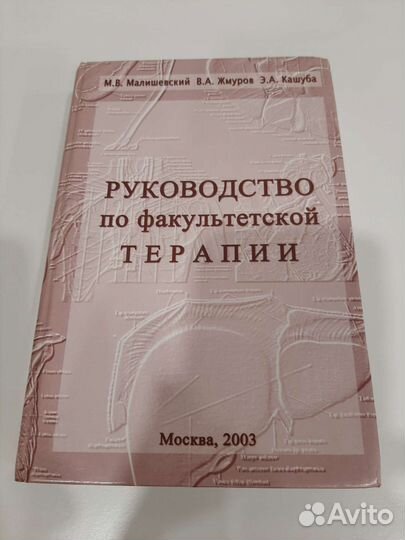 М.В. Малишевский В.А. Жмуров Э.А. Кашуба
РУКОВОДСТВО
по факультетской
ТЕРАПИИ
Москва, 2003
Avito